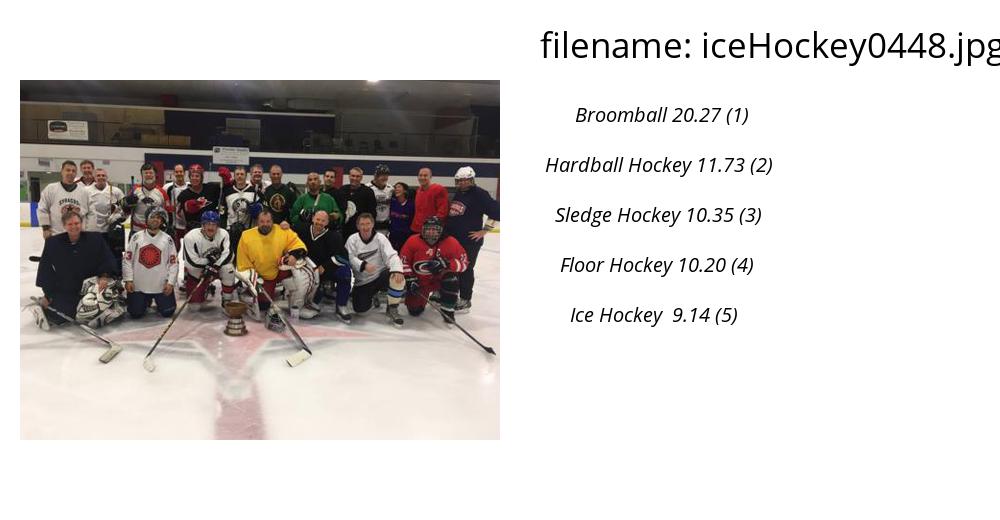 filename: iceHockey0448.jpg
Broomball 20.27 (1)
Hardball Hockey 11.73 (2)
Sledge Hockey 10.35 (3)
Floor Hockey 10.20 (4)
Ice Hockey 9.14 (5)